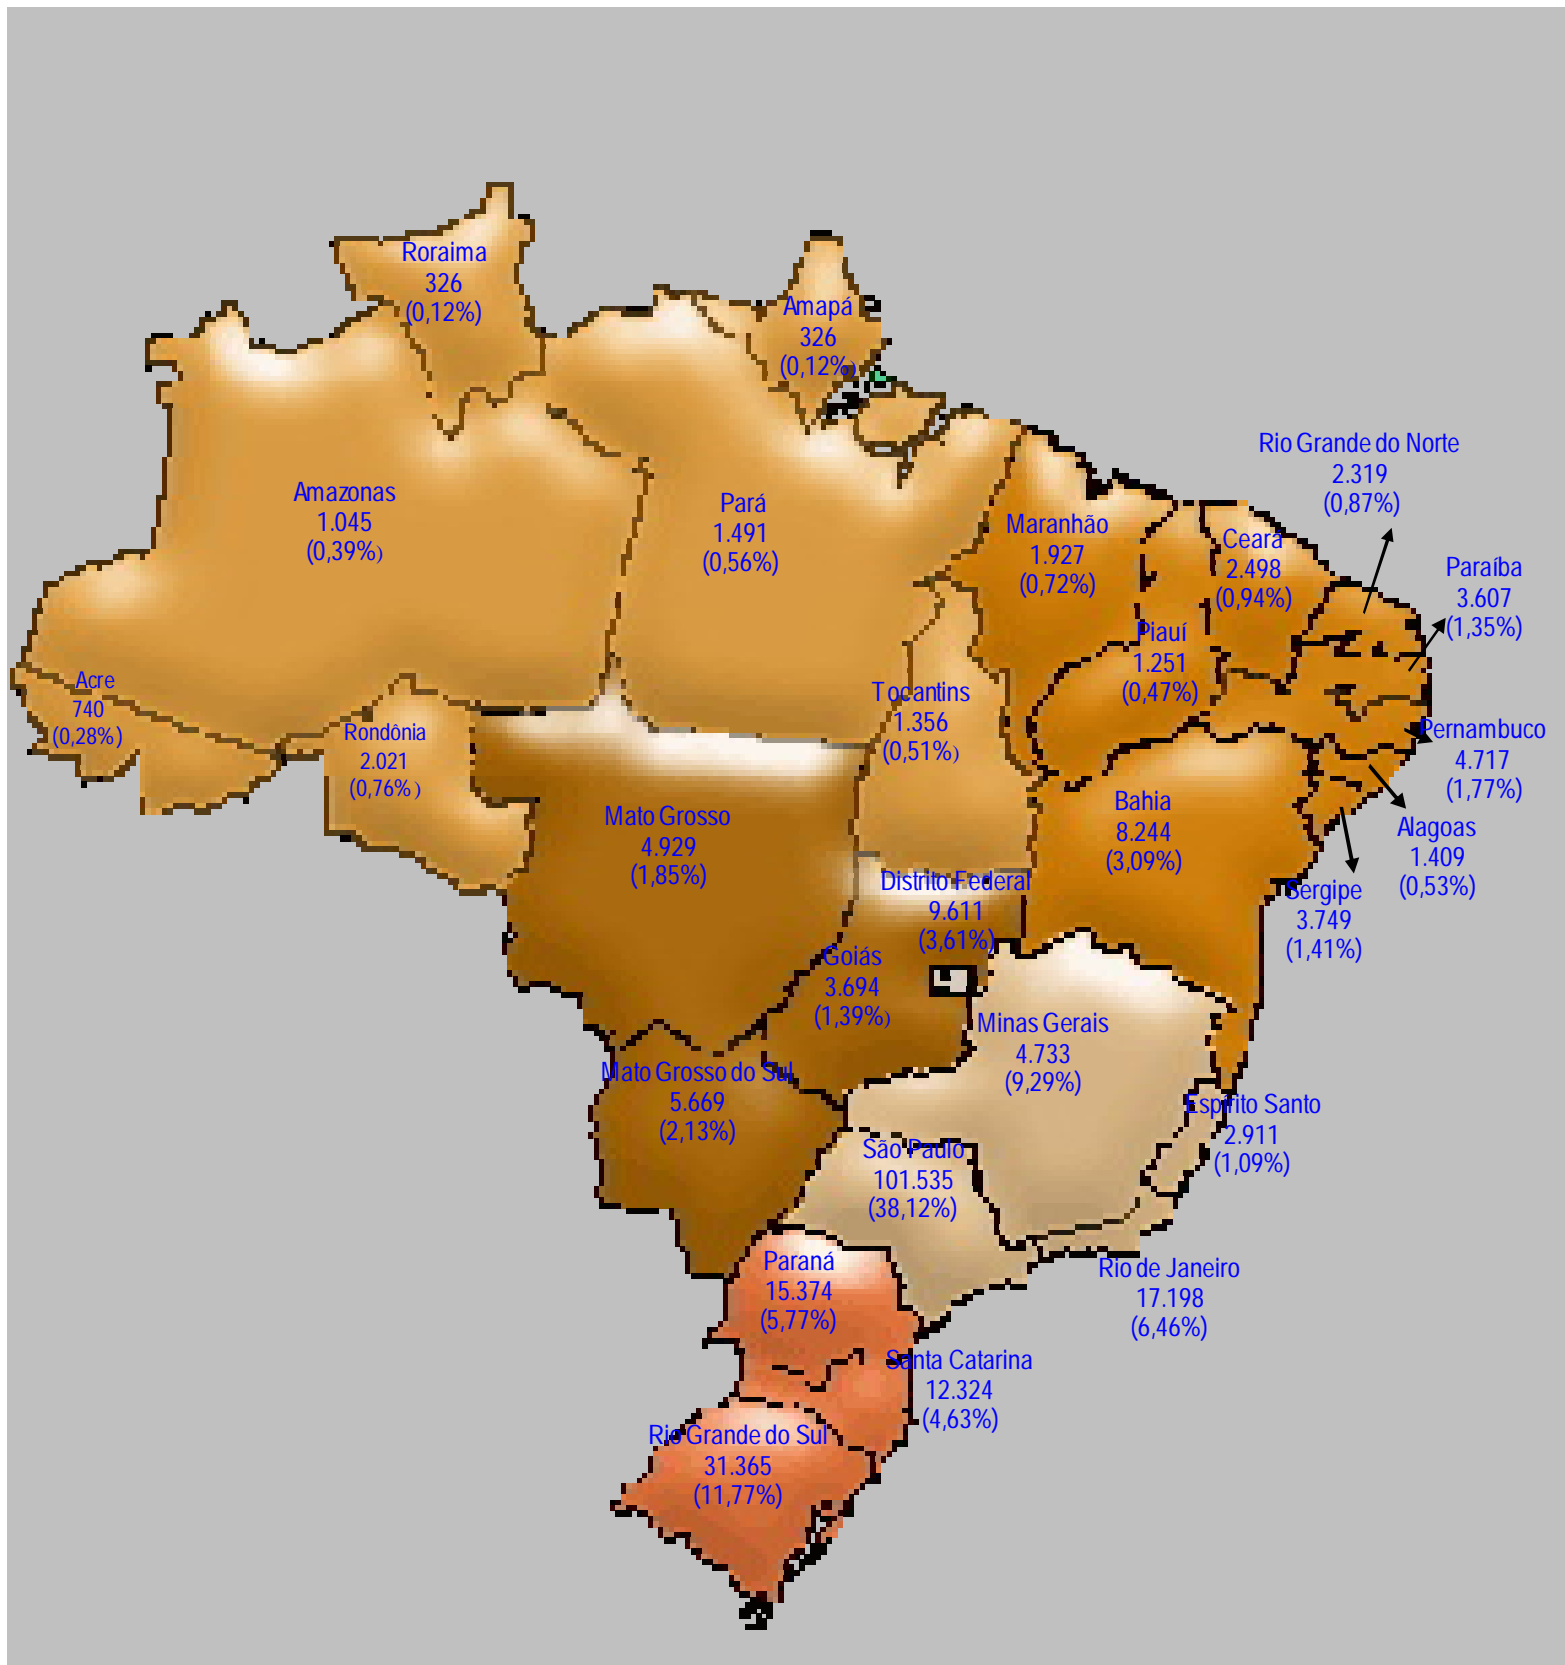 Roraima
326
(0,12%)
Amapá
326
(0,12%)
Rio Grande do Norte
2.319
(0,87%)
Amazonas
1.045
(0,39%)
Pará
1.491
(0,56%)
Maranhão
1.927
(0,72%)
Ceará
2.498
(0,94%)
Paraíba
3.607
(1,35%)
Piauí
1.251
(0,47%)
Acre
740
(0,28%)
Rondônia
2.021
(0,76%)
Tocantins
1.356
(0,51%)
Pernambuco
4.717
(1,77%)
Mato Grosso
4.929
(1,85%)
Bahia
8.244
(3,09%)
Alagoas
1.409
(0,53%)
Distrito Federal
9.611
(3,61%)
Sergipe
3.749
(1,41%)
Goiás
3.694
(1,39%)
Minas Gerais
4.733
(9,29%)
Mato Grosso do Sul
5.669
(2,13%)
Espírito Santo
2.911
(1,09%)
São Paulo
101.535
(38,12%)
Paraná
15.374
(5,77%)
Rio de Janeiro
17.198
(6,46%)
Santa Catarina
12.324
(4,63%)
Rio Grande do Sul
31.365
(11,77%)